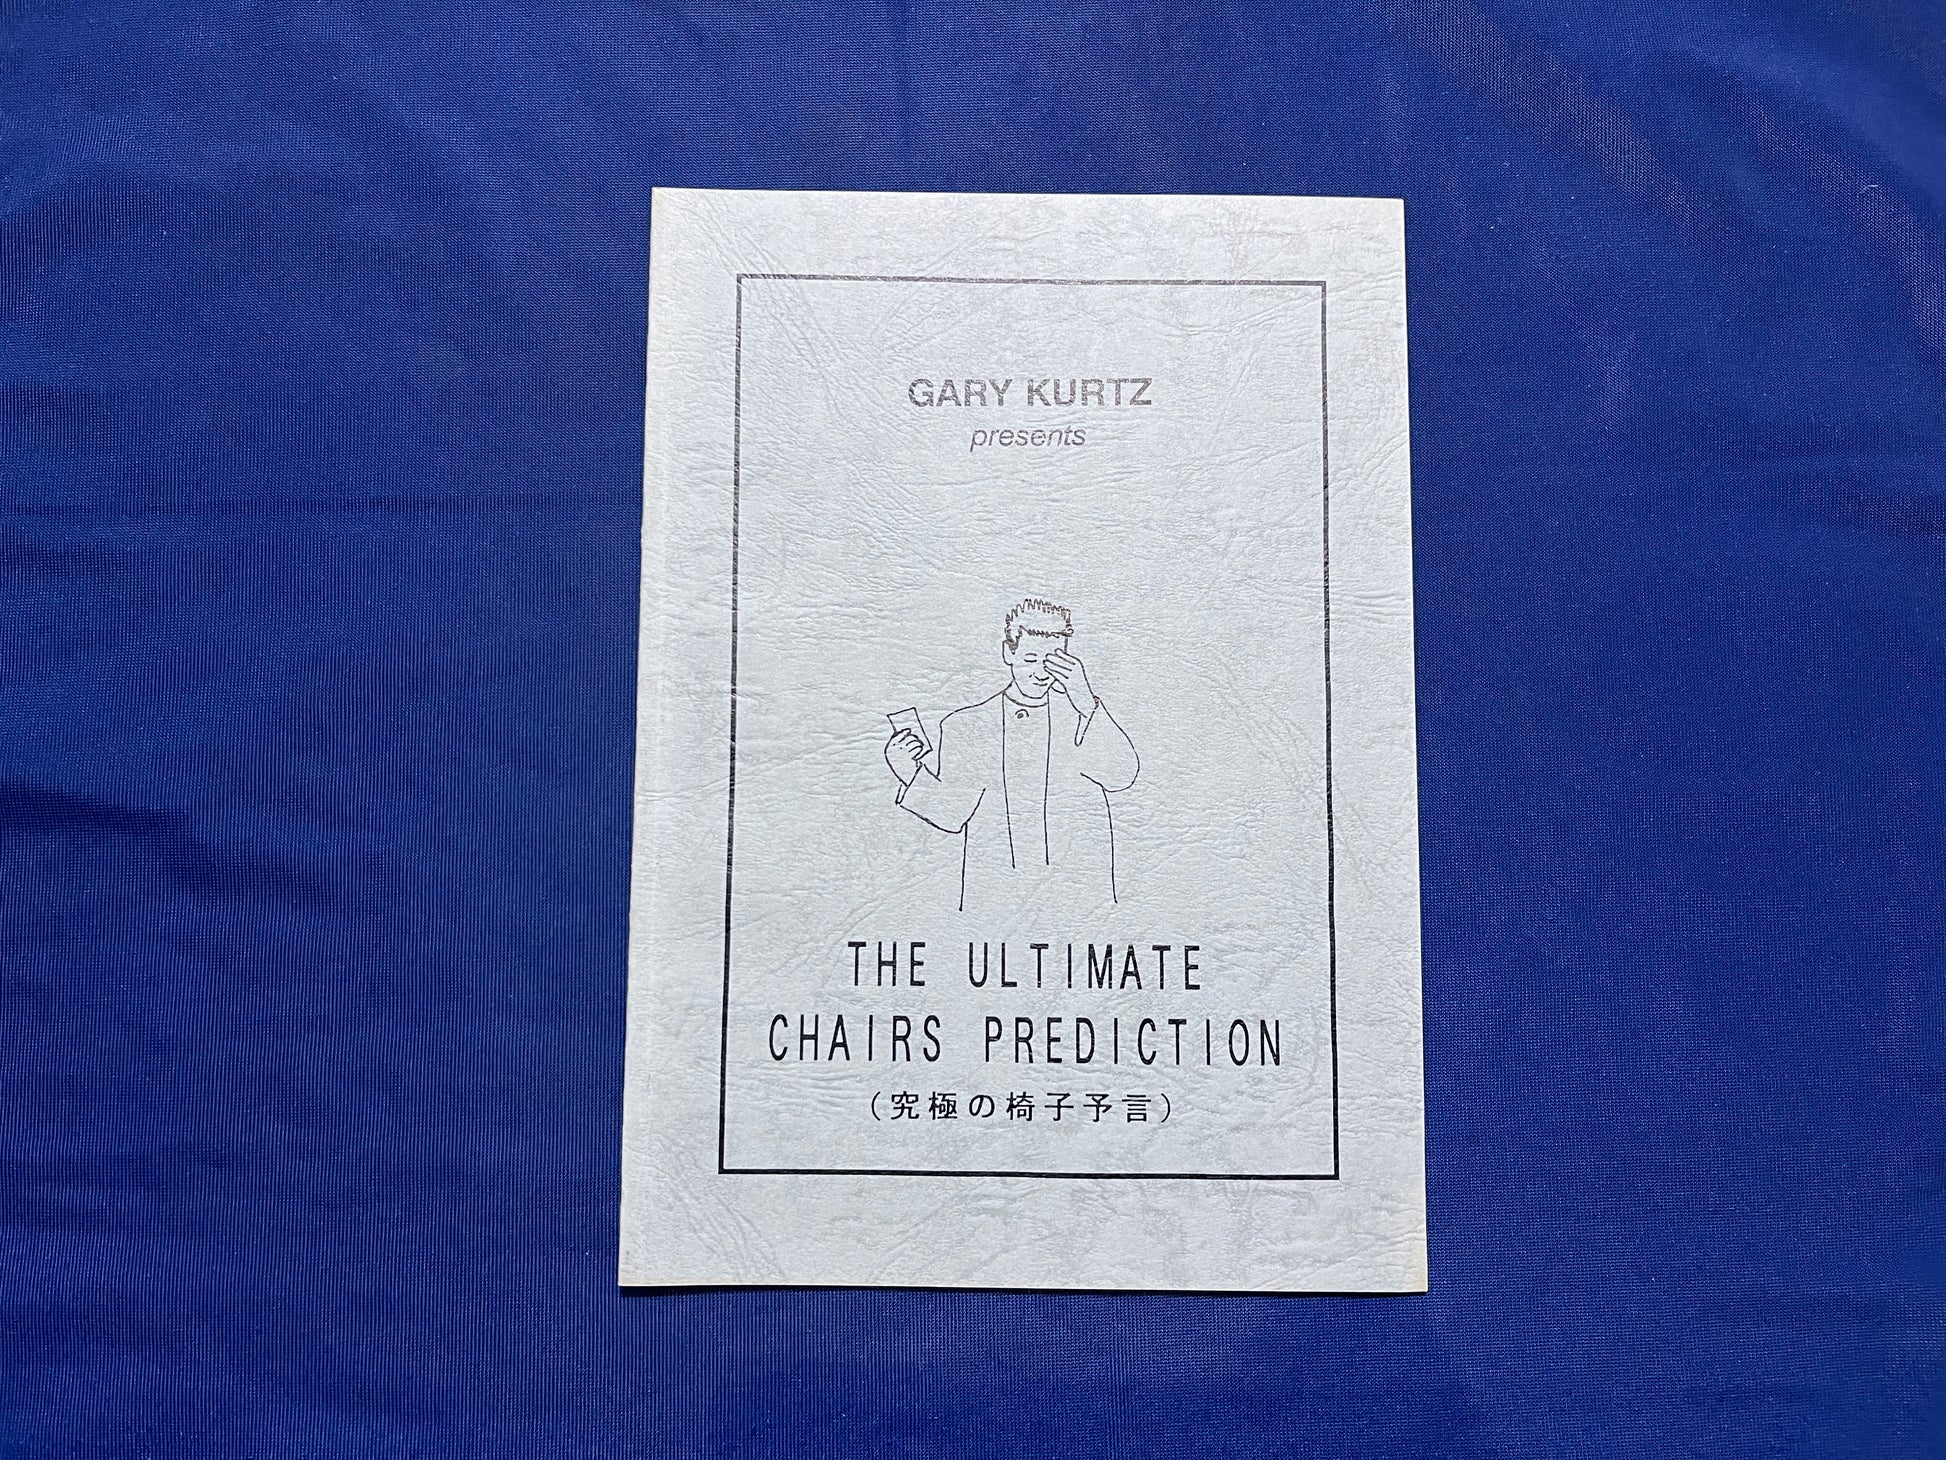 GARY KURTZ
presents
THE ULTIMATE
CHAIRS PREDICTION
(究極の椅子予言)